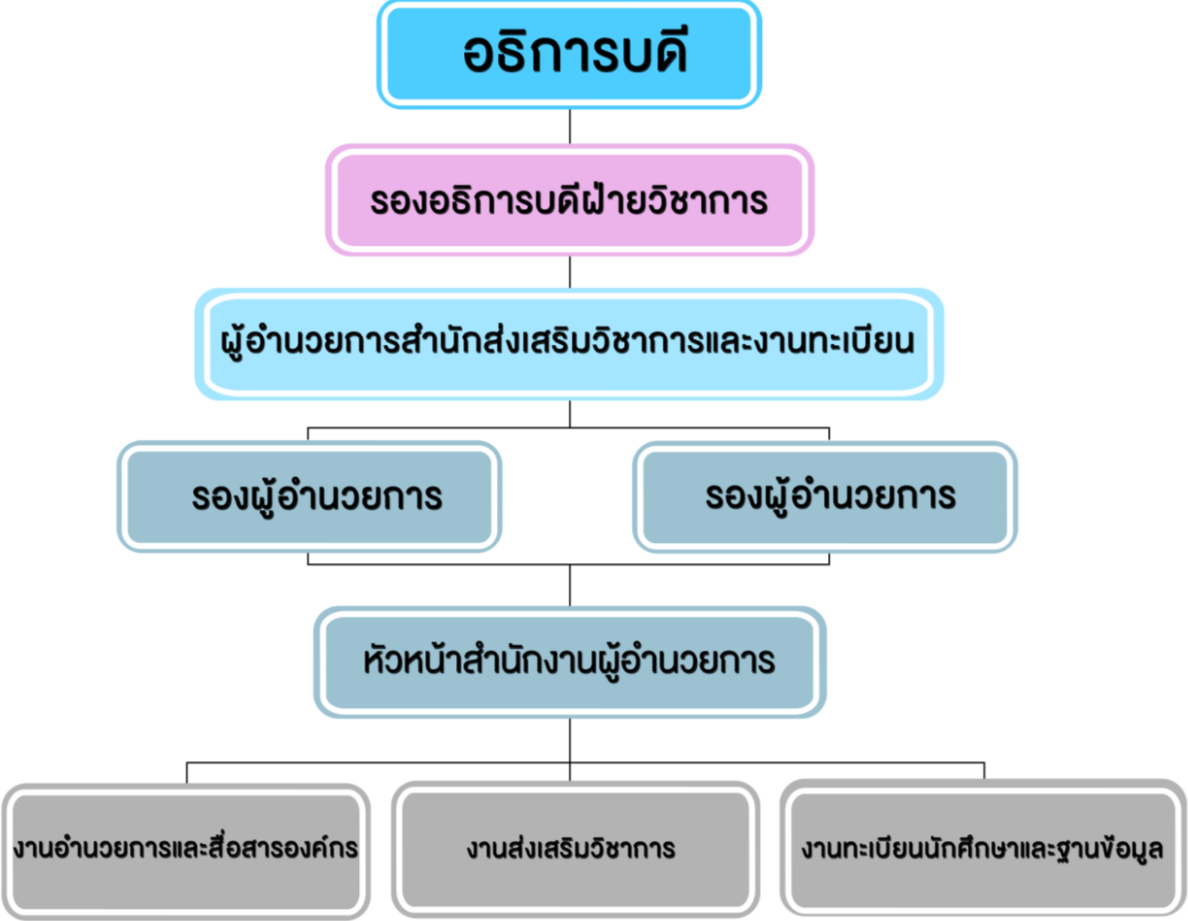 อธิการบดี
รองอธิการบดีฝ่ายวิชาการ
ผู้อำนวยการสำนักส่งเสริมวิชาการและงานทะเบียน
รองผู้อำนวยการ
รองผู้อำนวยการ
หัวหน้าสำนักงานผู้อำนวยการ
งานอำนวยการและสื่อสารองค์กร
งานส่งเสริมวิชาการ
งานทะเบียนนักศึกษาและฐานข้อมูล